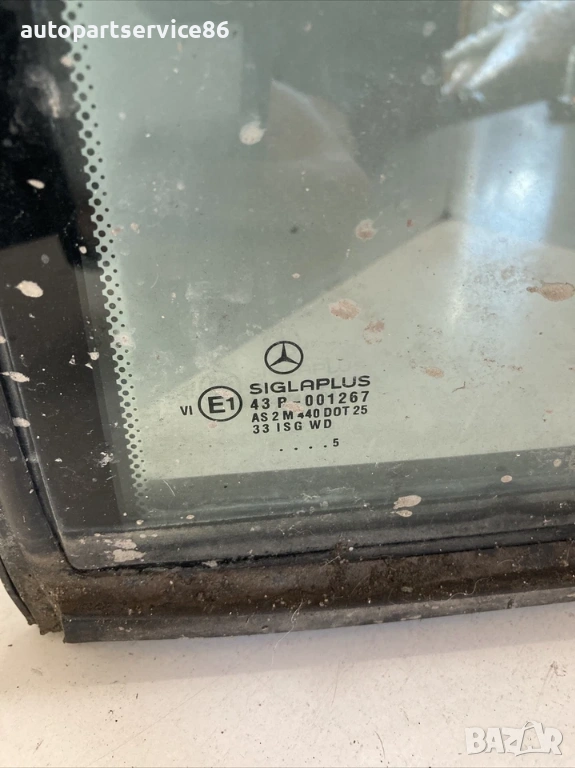 autopartservice86
SIGLAPLUS
VI E1 43 P-001267
AS 2 M 440 DOT 25
33 ISG WD
. . . . 5
BAZAR